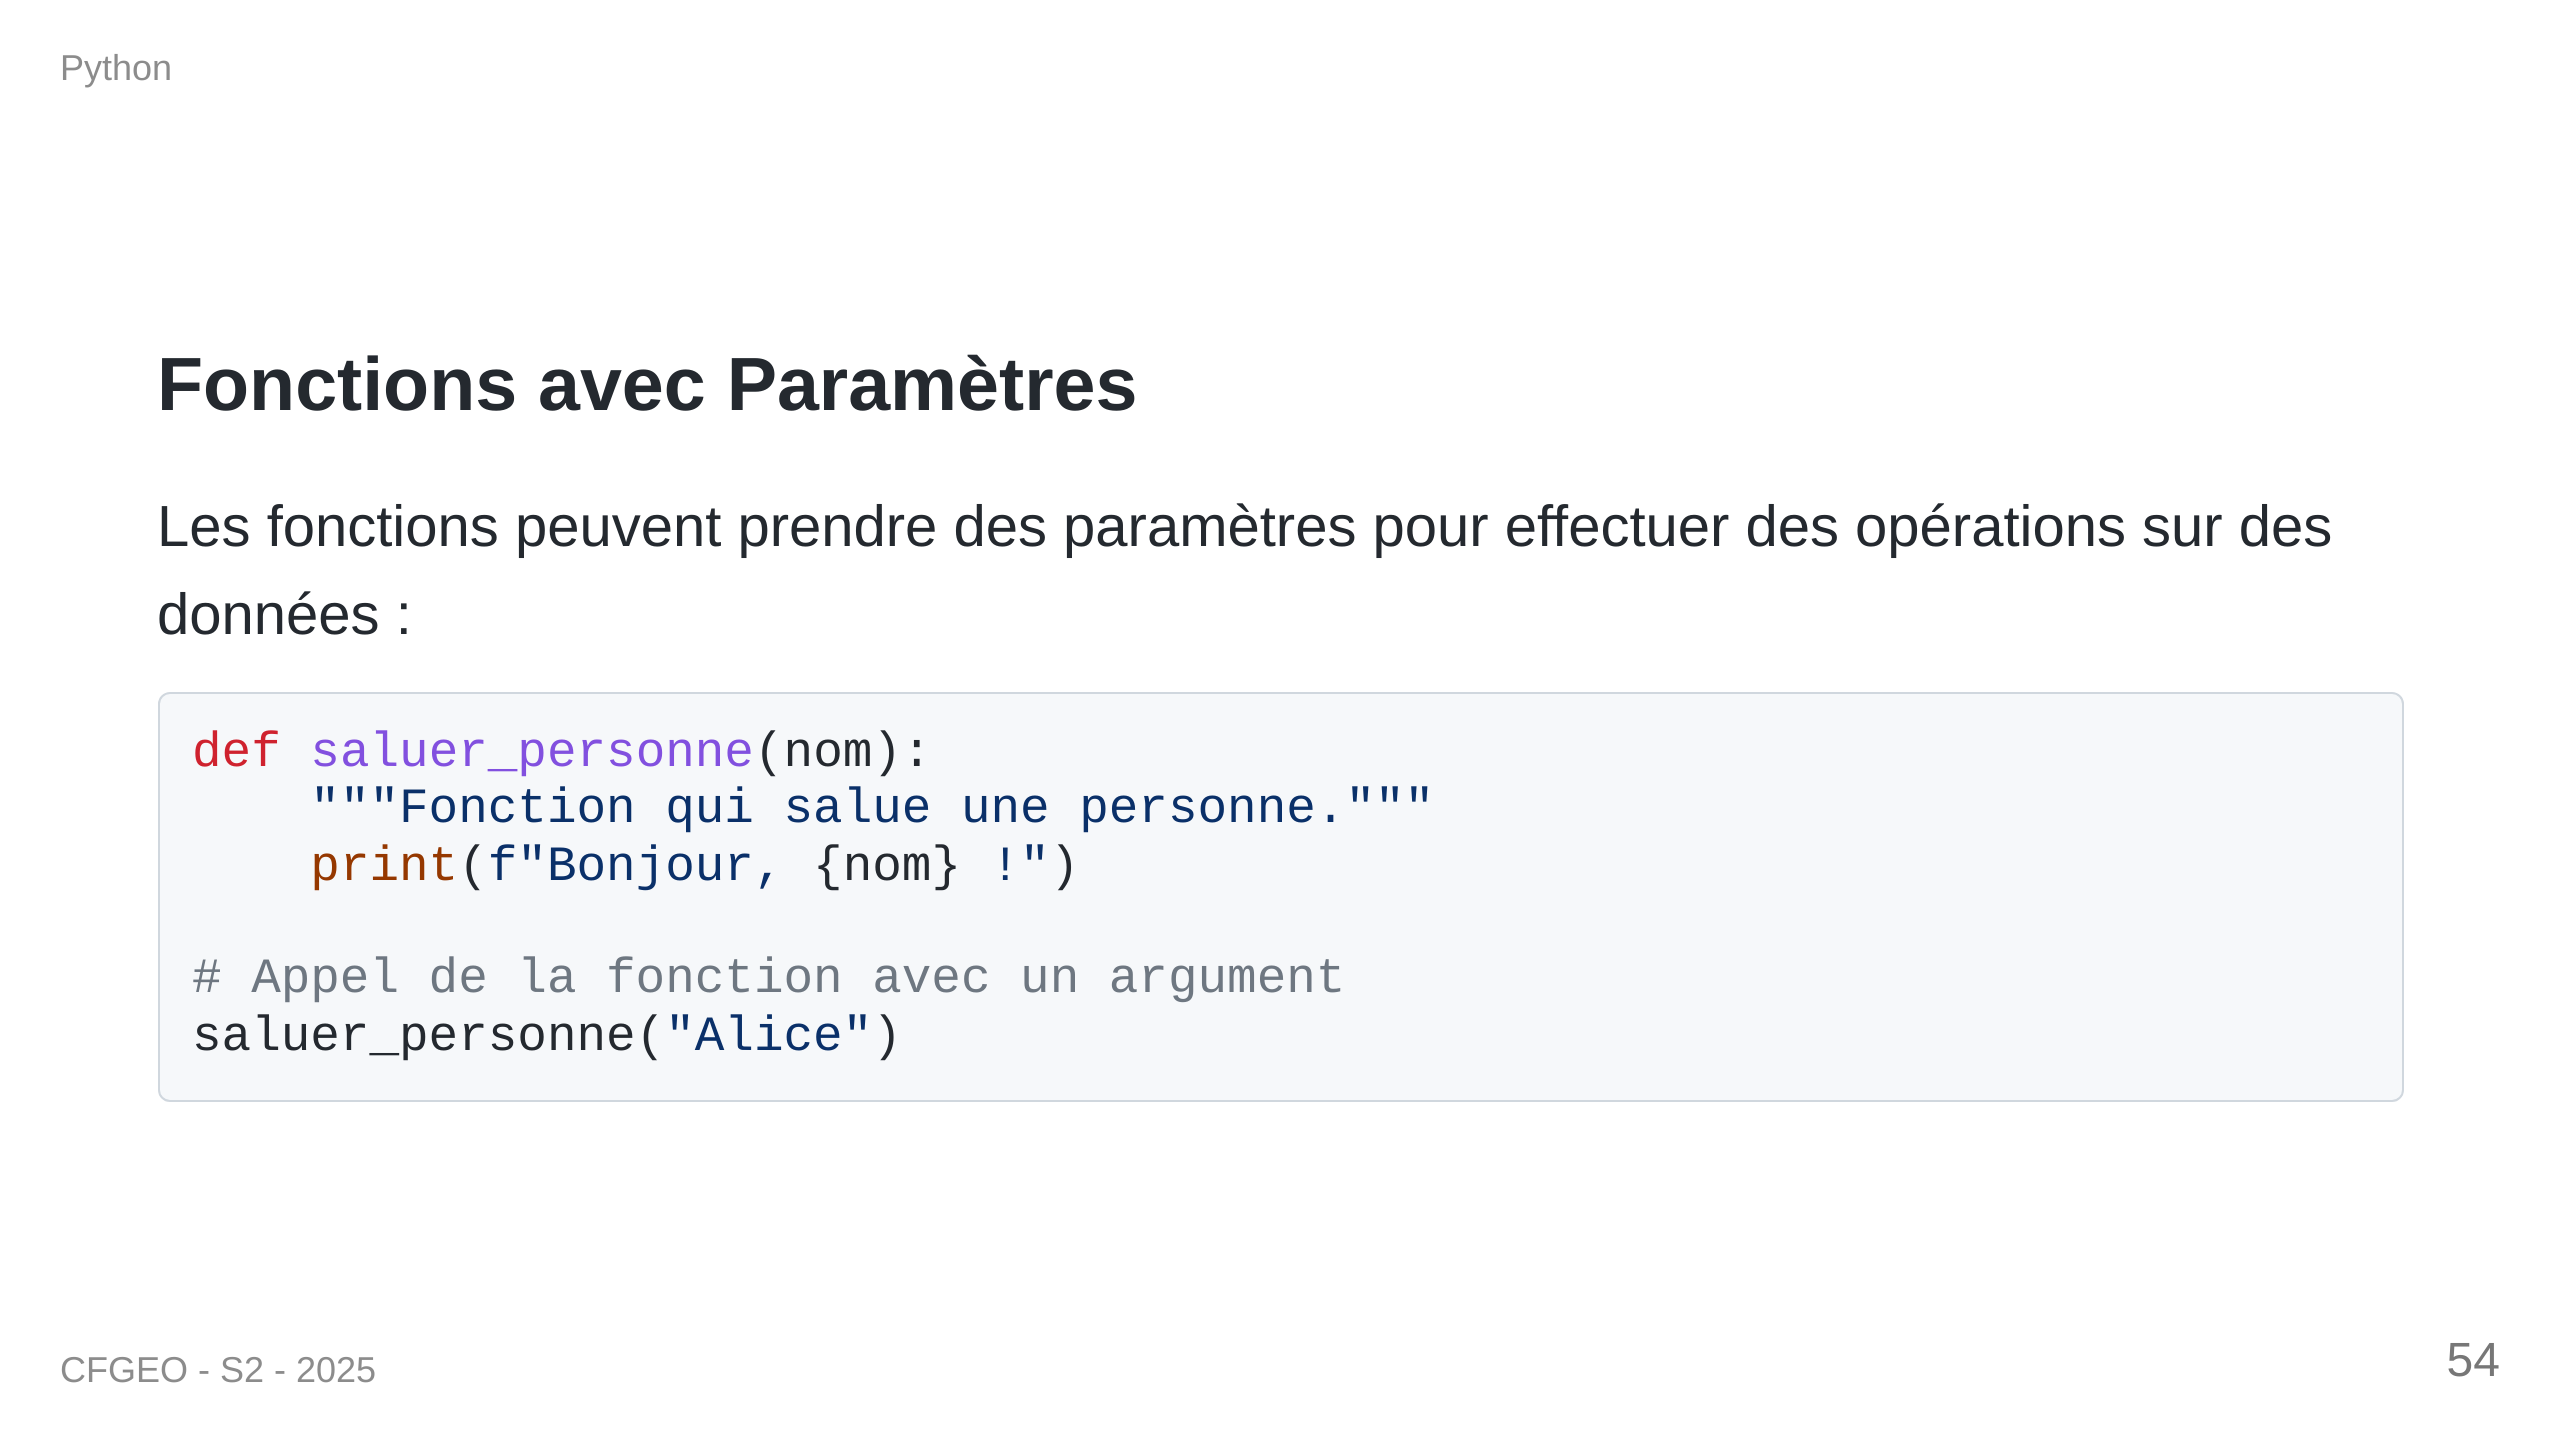 Python
Fonctions avec Paramètres
Les fonctions peuvent prendre des paramètres pour effectuer des opérations sur des
données :
def saluer_personne(nom):
    """Fonction qui salue une personne."""
    print(f"Bonjour, {nom} !")

# Appel de la fonction avec un argument
saluer_personne("Alice")
CFGEO - S2 - 2025
54